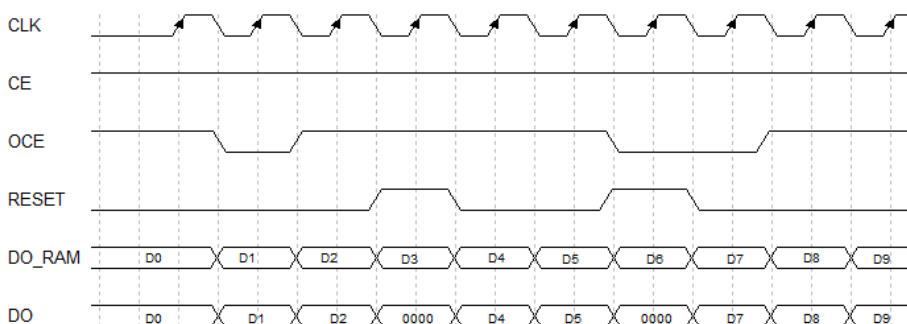 CLK
CE
OCE
RESET
DO_RAM D0 D1 D2 D3 D4 D5 D6 D7 D8 D9
DO D0 D1 D2 0000 D4 D5 0000 D7 D8 D9